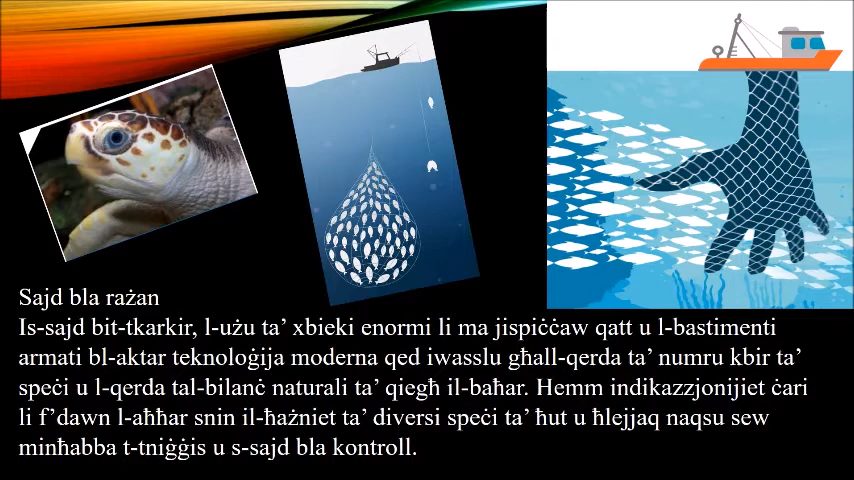 Sajd bla rażan
Is-sajd bit-tkarkir, l-użu ta’ xbieki enormi li ma jispiċċaw qatt u l-bastimenti
armati bl-aktar teknoloġija moderna qed iwasslu għall-qerda ta’ numru kbir ta’
speċi u l-qerda tal-bilanċ naturali ta’ qiegħ il-baħar. Hemm indikazzjonijiet ċari
li f’dawn l-aħħar snin il-ħażniet ta’ diversi speċi ta’ ħut u ħlejjaq naqsu sew
minħabba t-tniġġis u s-sajd bla kontroll.